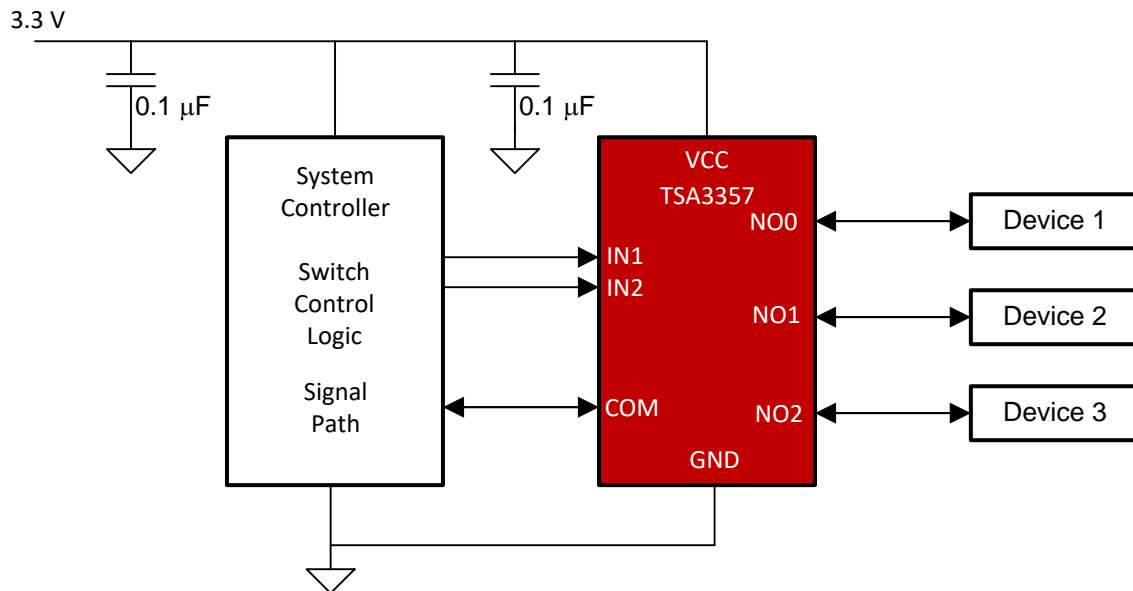 3.3 V
0.1 μF
0.1 μF
System
Controller
Switch
Control
Logic
Signal
Path
VCC
TSA3357
NO0
IN1
IN2
NO1
COM
NO2
GND
Device 1
Device 2
Device 3